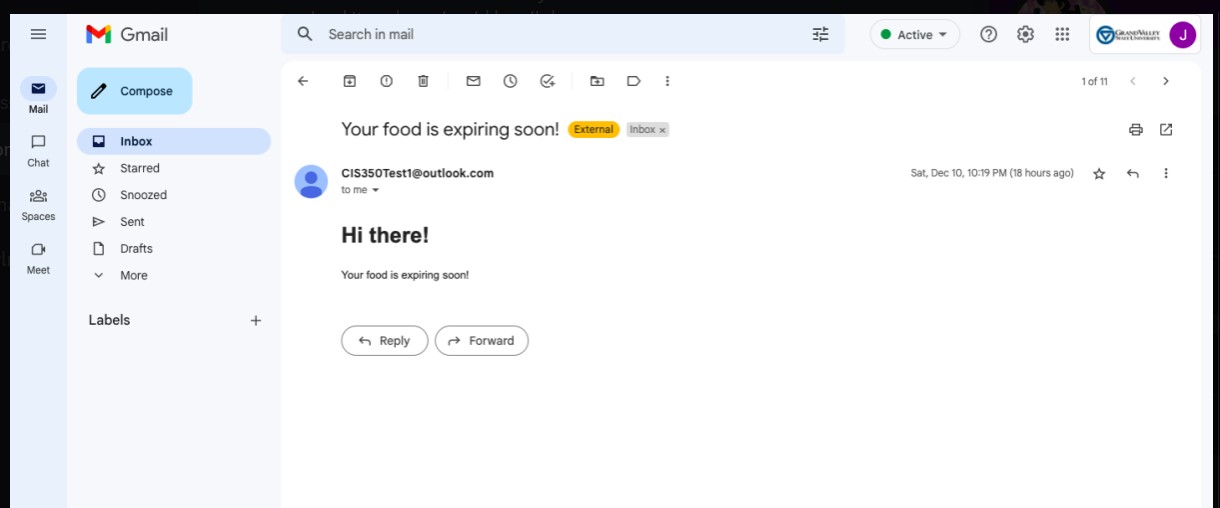 Gmail
Search in mail
Active
GRANDVALLEY
STATE UNIVERSITY
J
Mail
Chat
Spaces
Meet
Compose
Inbox
Starred
Snoozed
Sent
Drafts
More
Labels
1 of 11
Your food is expiring soon! External Inbox x
CIS350Test1@outlook.com Sat, Dec 10, 10:19 PM (18 hours ago)
to me
Hi there!
Your food is expiring soon!
Reply Forward